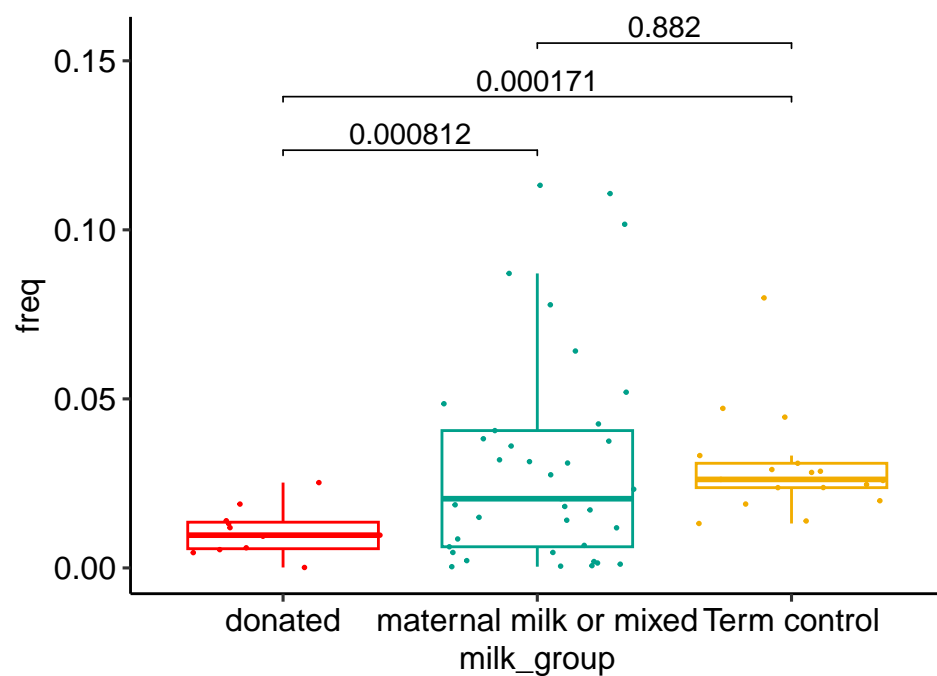 0.882
0.15
0.000171
0.000812
0.10
freq
0.05
0.00
donated maternal milk or mixed Term control
milk_group